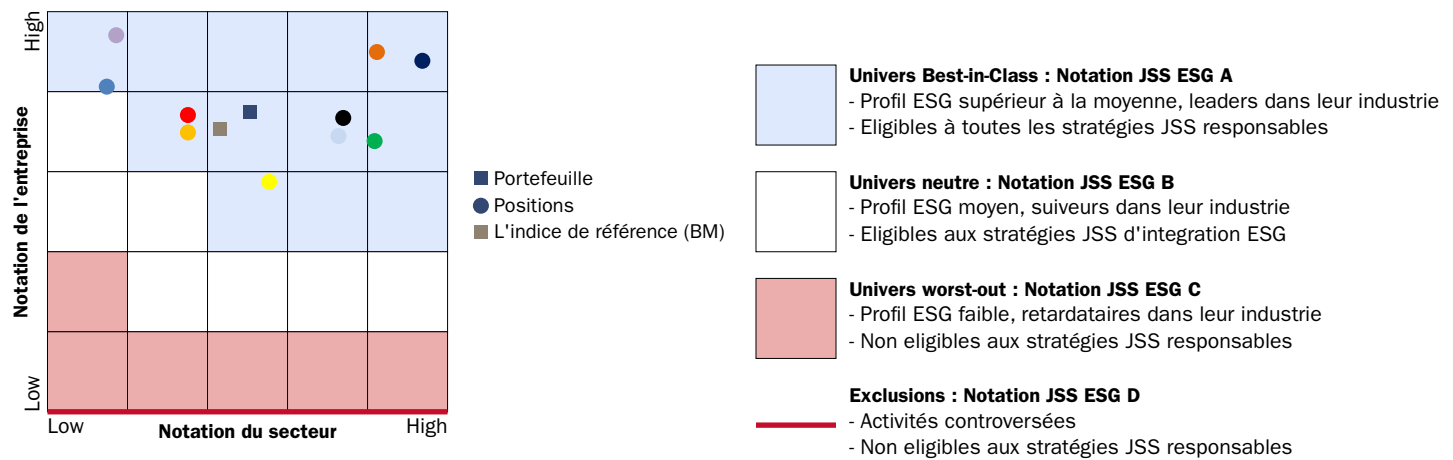 High
Notation de l'entreprise
Low
Low
Notation du secteur
High
Portefeuille
Positions
L'indice de référence (BM)
Univers Best-in-Class : Notation JSS ESG A
- Profil ESG supérieur à la moyenne, leaders dans leur industrie
- Eligibles à toutes les stratégies JSS responsables
Univers neutre : Notation JSS ESG B
- Profil ESG moyen, suiveurs dans leur industrie
- Eligibles aux stratégies JSS d'integration ESG
Univers worst-out : Notation JSS ESG C
- Profil ESG faible, retardataires dans leur industrie
- Non eligibles aux stratégies JSS responsables
Exclusions : Notation JSS ESG D
- Activités controversées
- Non eligibles aux stratégies JSS responsables